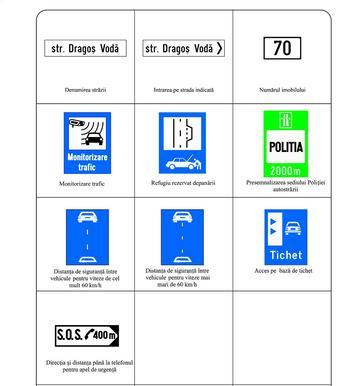 str. Dragoș Vodă
str. Dragoș Vodă
70
Denumirea străzii
Intrarea pe strada indicată
Numărul imobilului
Monitorizare
trafic
POLITIA
2000m
Monitorizare trafic
Refugiu rezervat depanării
Presemnalizarea sediului Poliției
autostrăzii
Tichet
Distanța de siguranță între
vehicule pentru viteze de cel
mult 60 km/h
Distanța de siguranță între
vehicule pentru viteze mai
mari de 60 km/h
Acces pe bază de tichet
S.O.S. 400m
Direcția și distanța până la telefonul
pentru apel de urgență